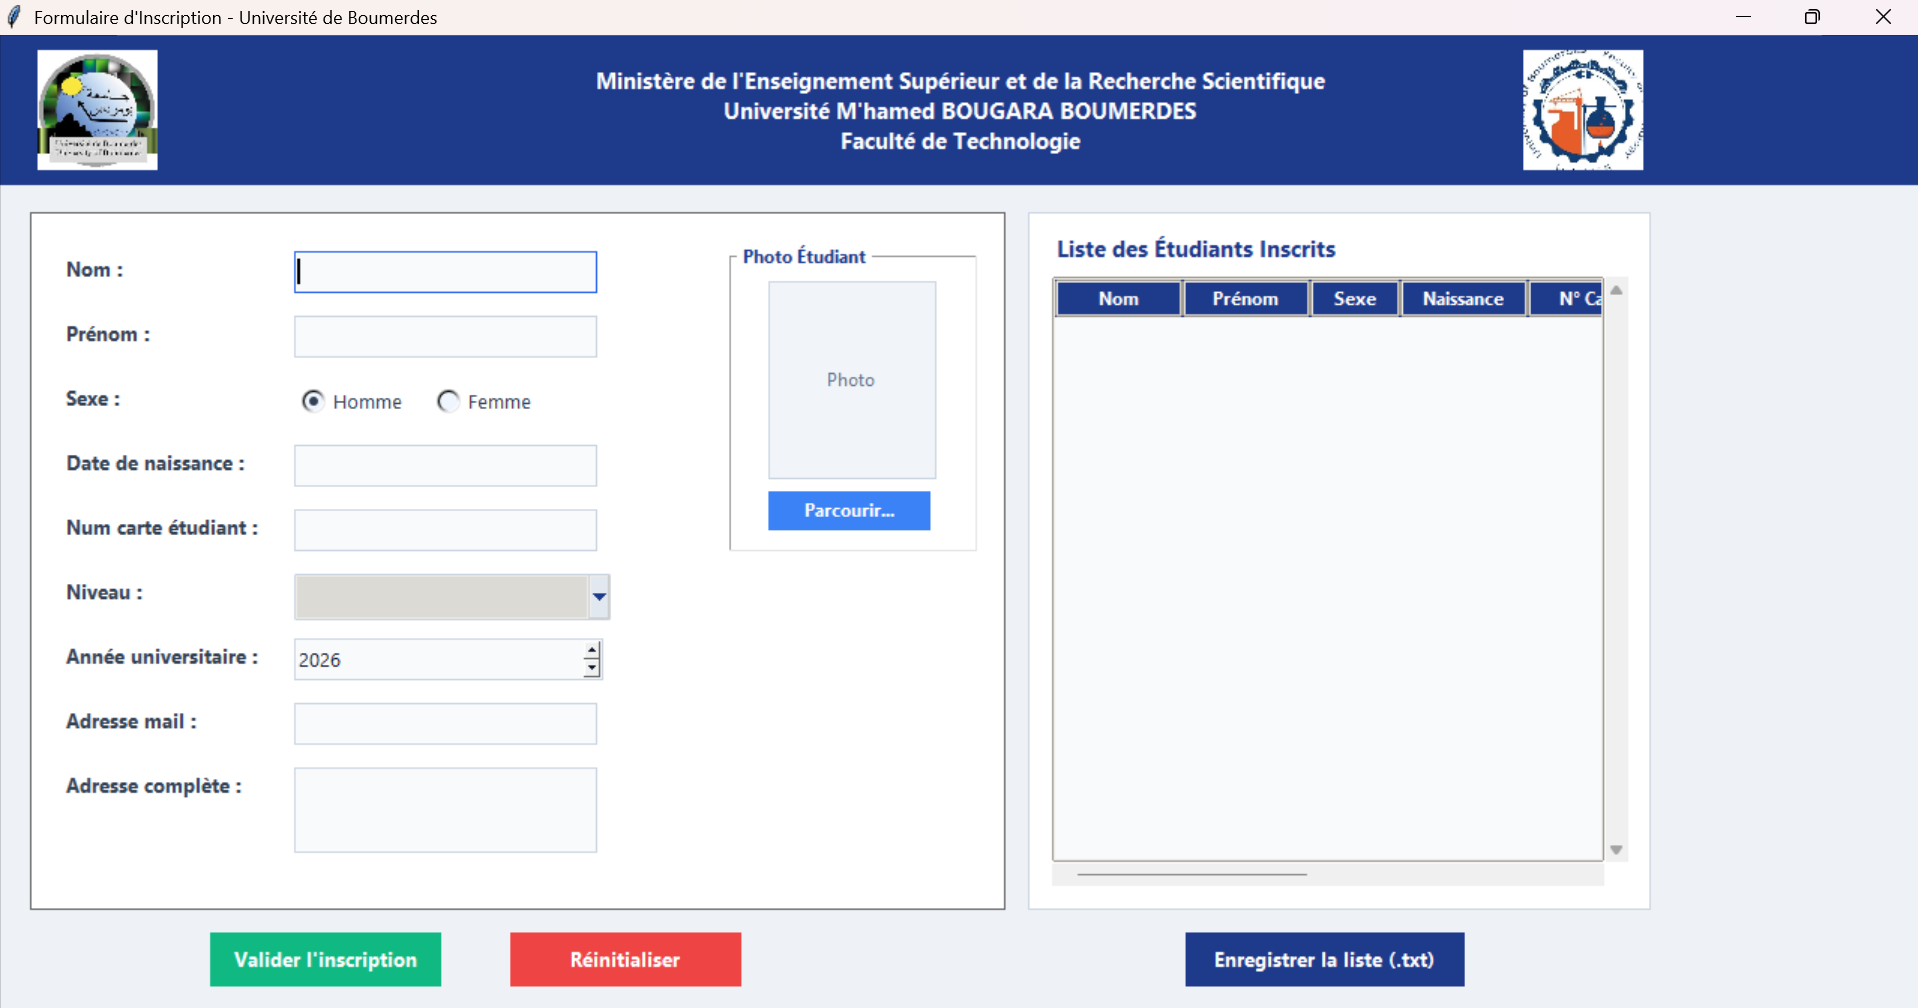 Formulaire d'Inscription - Université de Boumerdes
Ministère de l'Enseignement Supérieur et de la Recherche Scientifique
Université M'hamed BOUGARA BOUMERDES
Faculté de Technologie
Nom :
Prénom :
Sexe :
Homme
Femme
Date de naissance :
Num carte étudiant :
Niveau :
Année universitaire :
2026
Adresse mail :
Adresse complète :
Photo Étudiant
Photo
Parcourir...
Liste des Étudiants Inscrits
Nom Prénom Sexe Naissance N° Ca
Valider l'inscription
Réinitialiser
Enregistrer la liste (.txt)